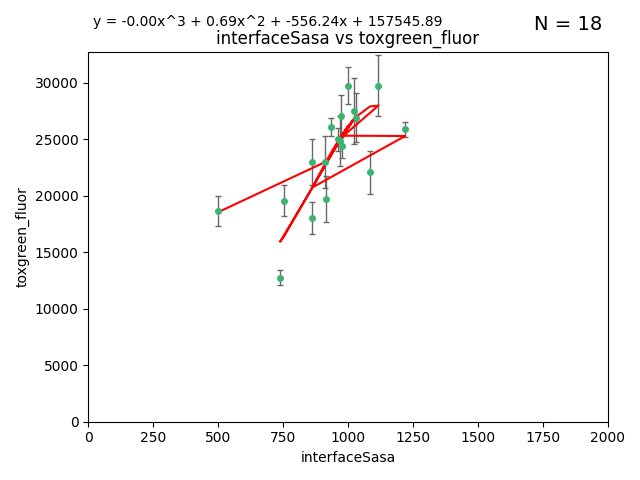 y = -0.00x^3 + 0.69x^2 + -556.24x + 157545.89
N = 18
interfaceSasa vs toxgreen_fluor
30000
25000
20000
15000
10000
5000
0
toxgreen_fluor
0 250 500 750 1000 1250 1500 1750 2000
interfaceSasa